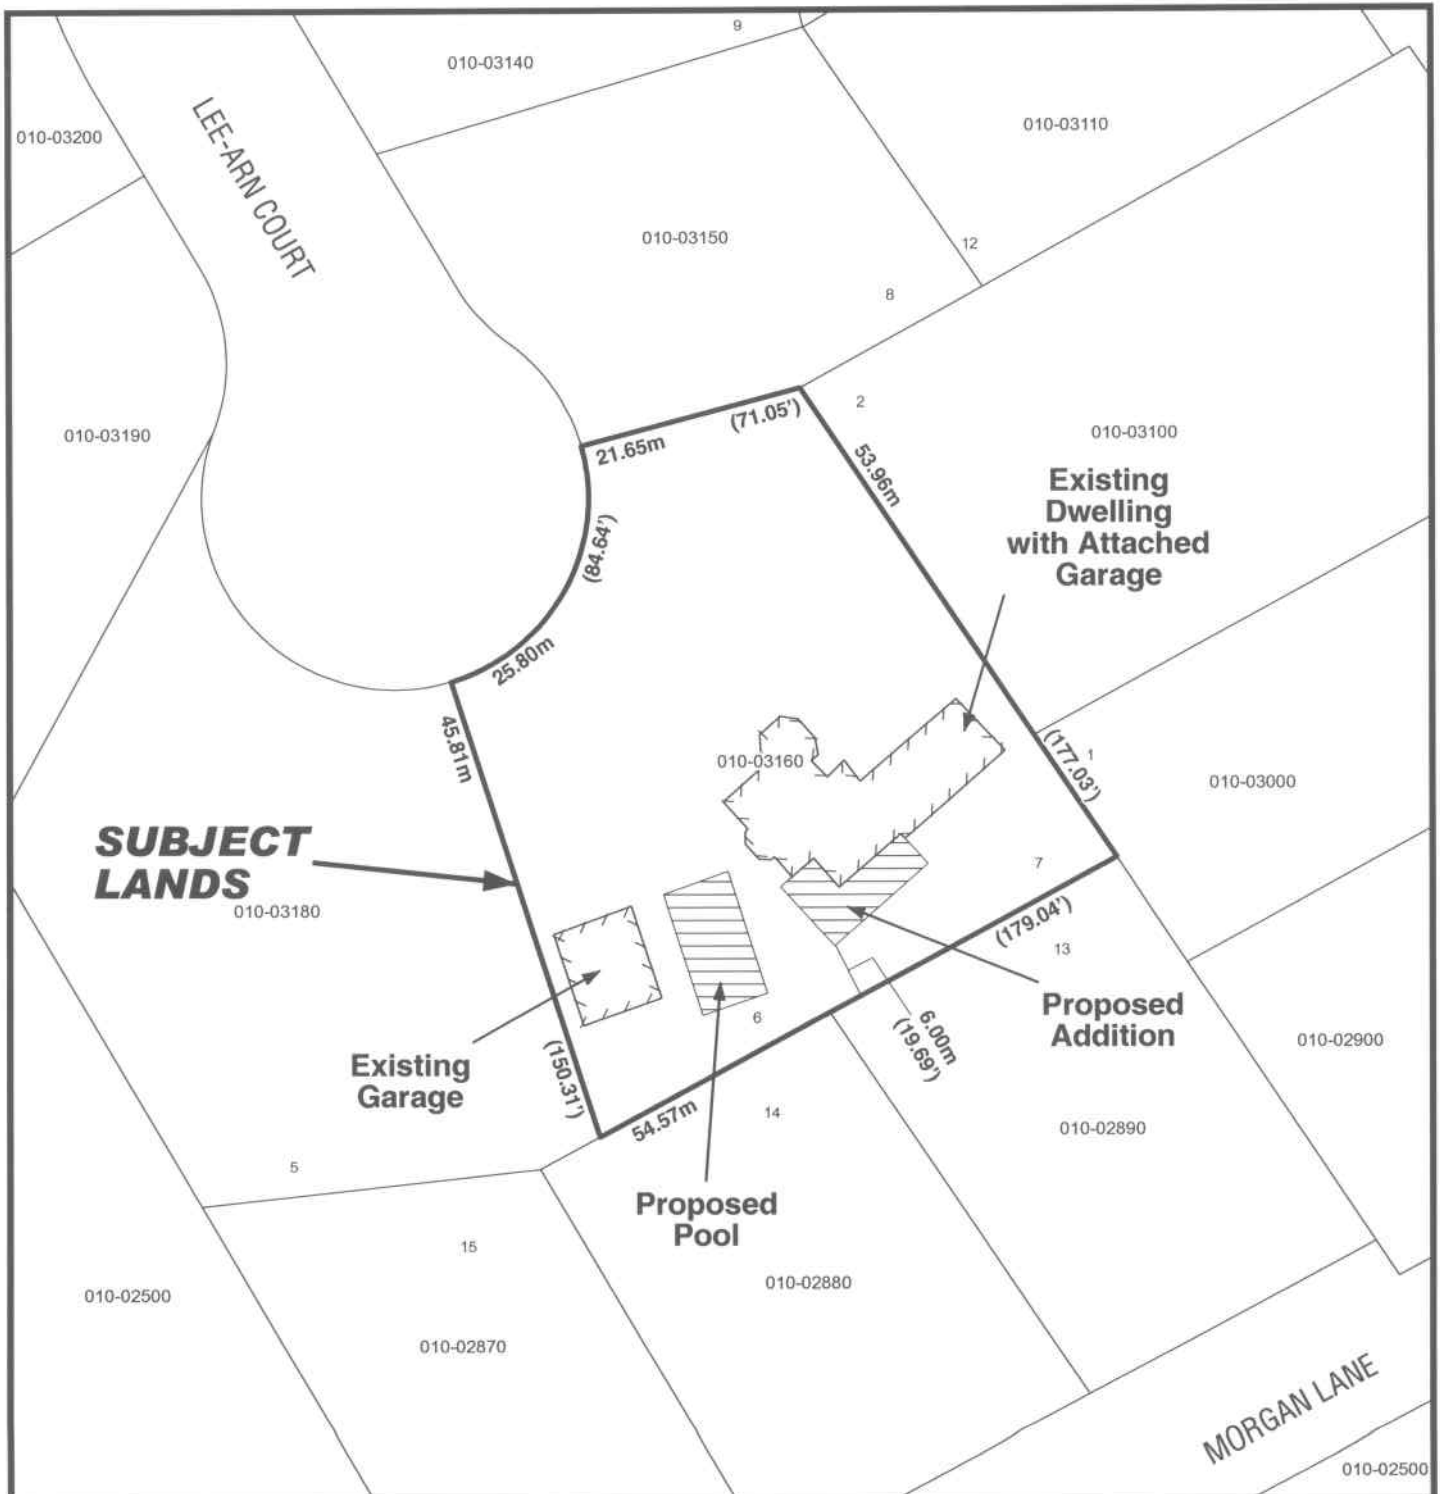 9
010-03140
010-03200
LEE-ARN COURT
010-03110
010-03150
12
8
2
(71.05')
21.65m
010-03190
010-03100
53.96m
Existing
Dwelling
with Attached
Garage
(84.64')
25.80m
45.81m
010-03160
(177.03')
1
010-03000
SUBJECT
LANDS
010-03180
7
(179.04')
13
Proposed
Addition
6
6.00m
(19.69')
010-02900
Existing
Garage
(150.31')
54.57m
14
010-02890
5
Proposed
Pool
15
010-02880
010-02500
010-02870
MORGAN LANE
010-02500